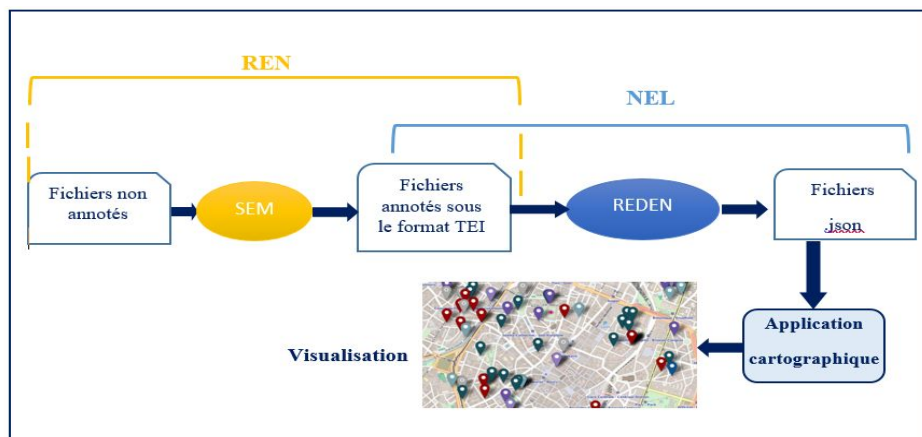 REN
NEL
Fichiers non
annotés
SEM
Fichiers
annotés sous
le format TEI
REDEN
Fichiers
.json
Visualisation
Application
cartographique